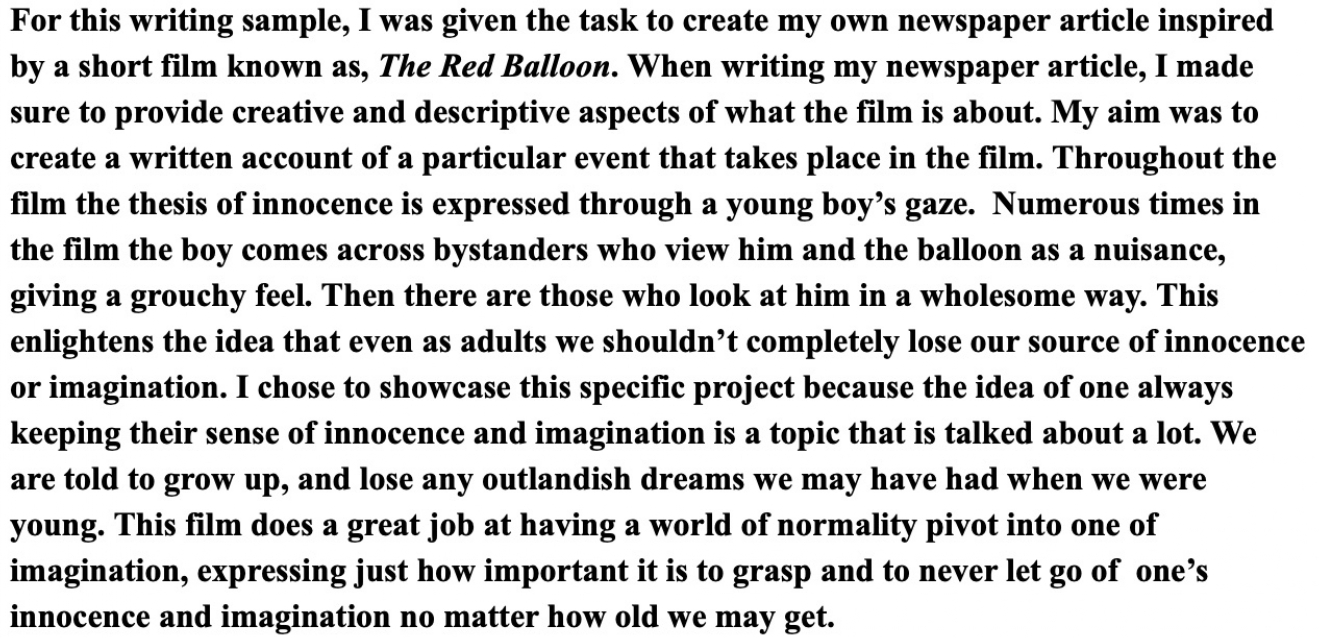 For this writing sample, I was given the task to create my own newspaper article inspired
by a short film known as, The Red Balloon. When writing my newspaper article, I made
sure to provide creative and descriptive aspects of what the film is about. My aim was to
create a written account of a particular event that takes place in the film. Throughout the
film the thesis of innocence is expressed through a young boy’s gaze.  Numerous times in
the film the boy comes across bystanders who view him and the balloon as a nuisance,
giving a grouchy feel. Then there are those who look at him in a wholesome way. This
enlightens the idea that even as adults we shouldn’t completely lose our source of innocence
or imagination. I chose to showcase this specific project because the idea of one always
keeping their sense of innocence and imagination is a topic that is talked about a lot. We
are told to grow up, and lose any outlandish dreams we may have had when we were
young. This film does a great job at having a world of normality pivot into one of
imagination, expressing just how important it is to grasp and to never let go of  one’s
innocence and imagination no matter how old we may get.